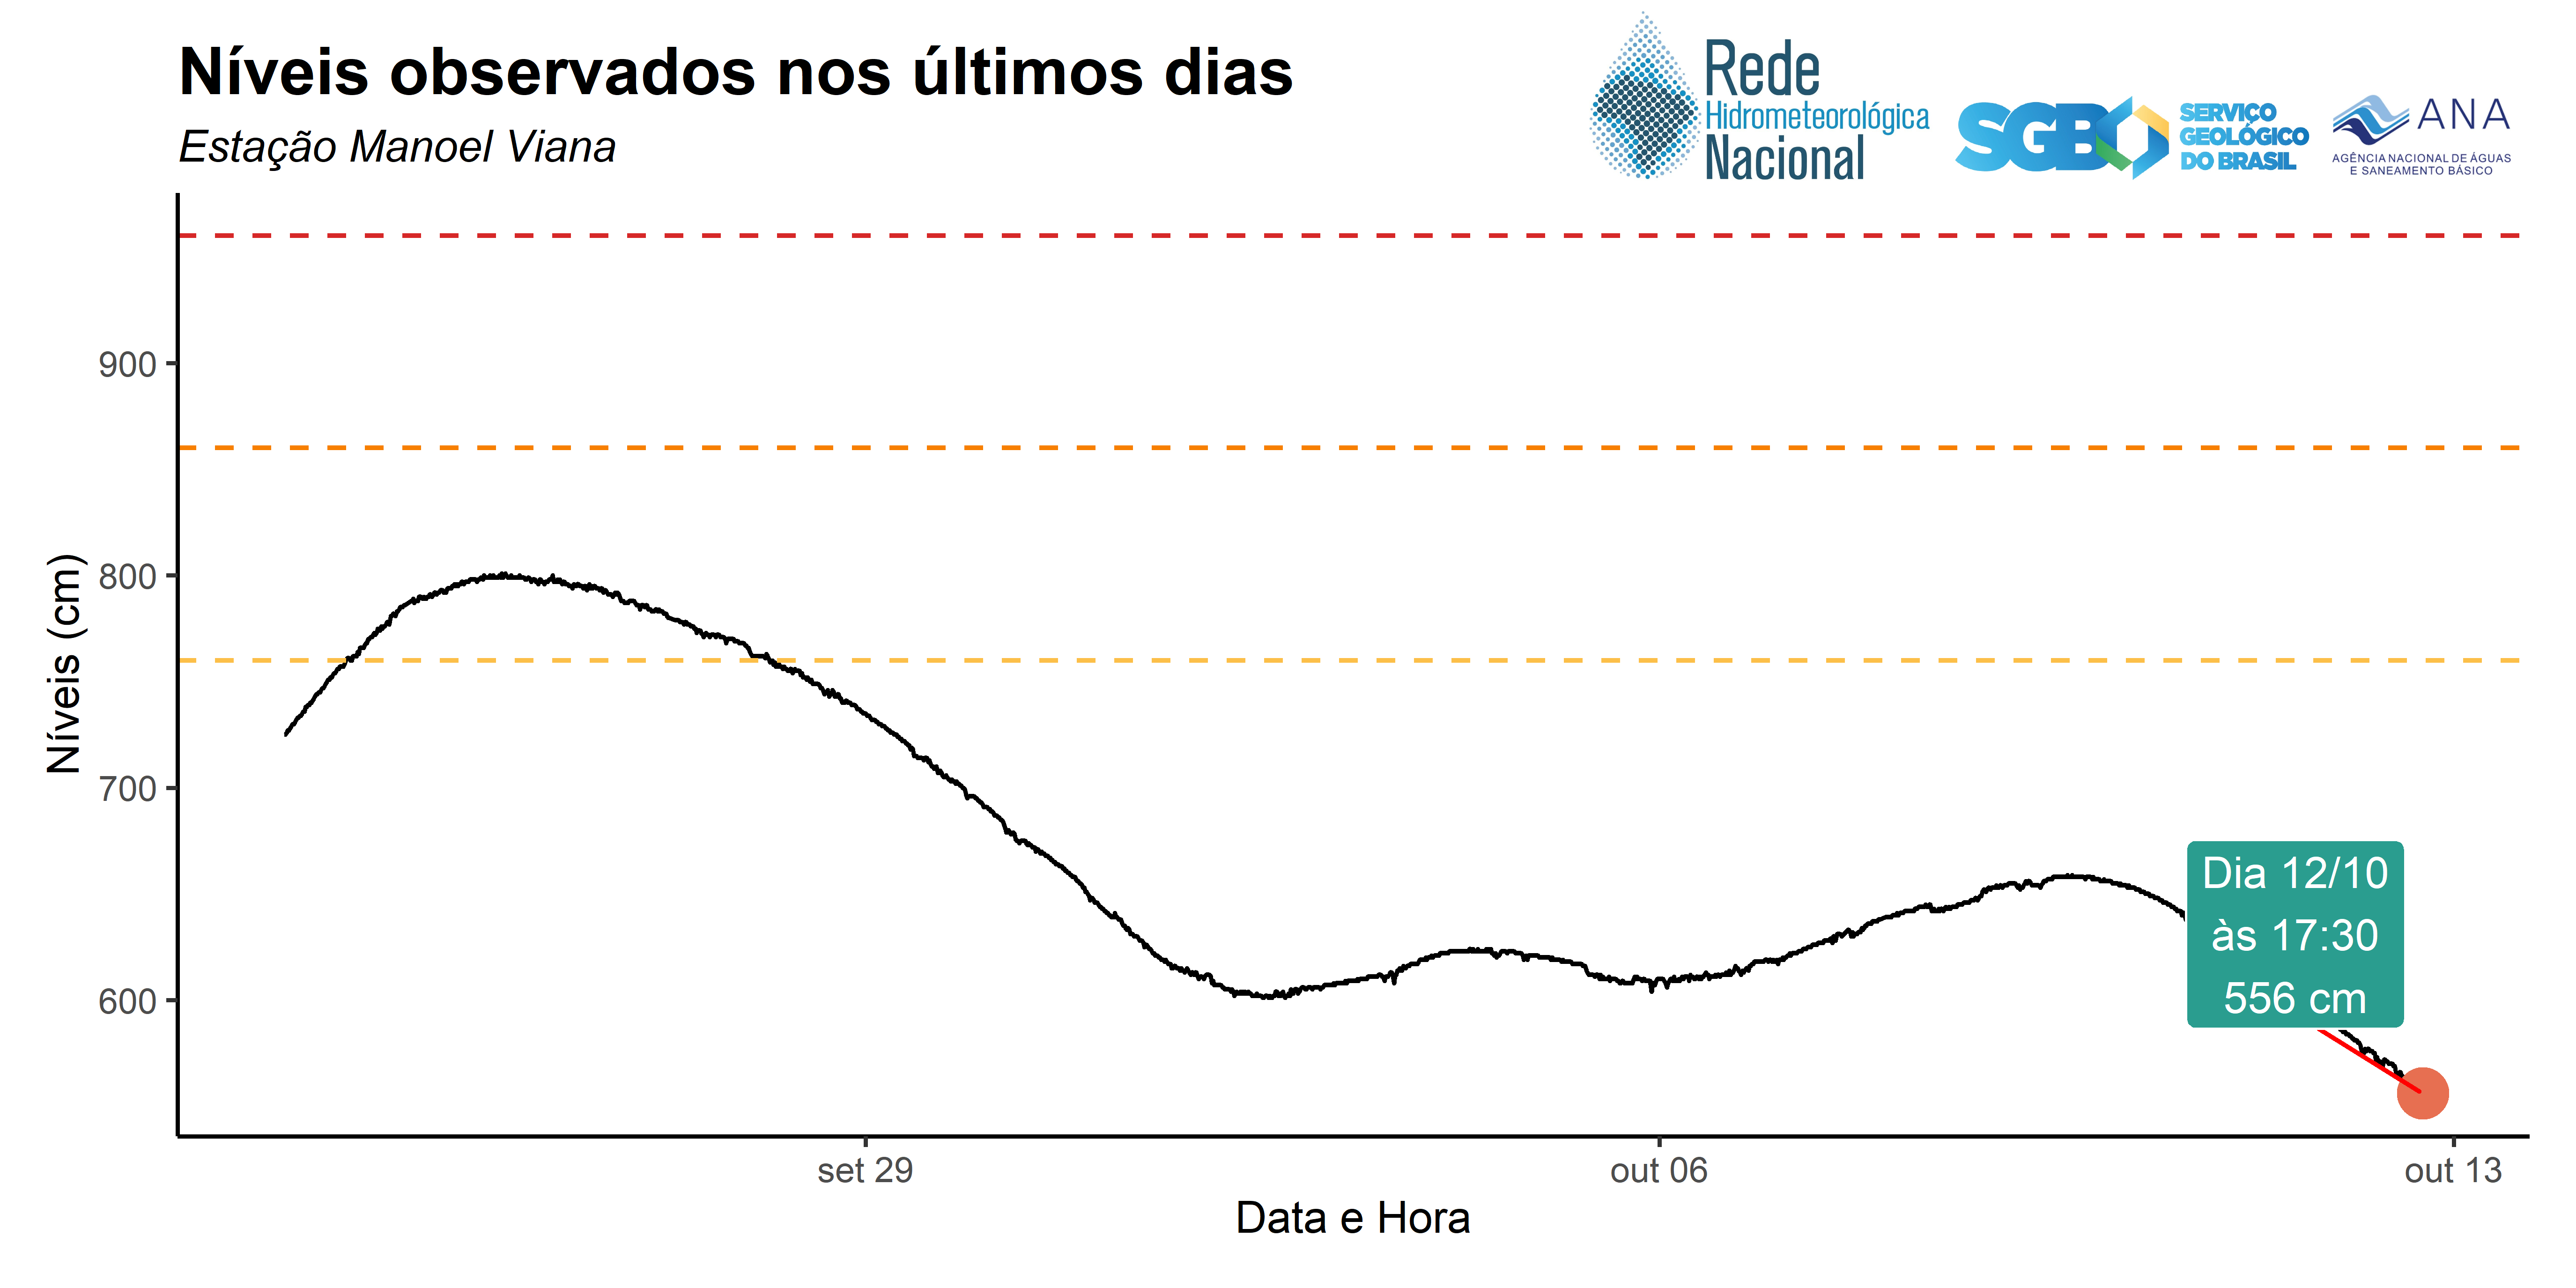 Níveis observados nos últimos dias
Estação Manoel Viana
Rede
Hidrometeorológica
Nacional
SGB
SERVIÇO
GEOLÓGICO
DO BRASIL
ANA
AGÊNCIA NACIONAL DE ÁGUAS
E SANEAMENTO BÁSICO
Níveis (cm)
900
800
700
600
Dia 12/10
às 17:30
556 cm
set 29
out 06
out 13
Data e Hora